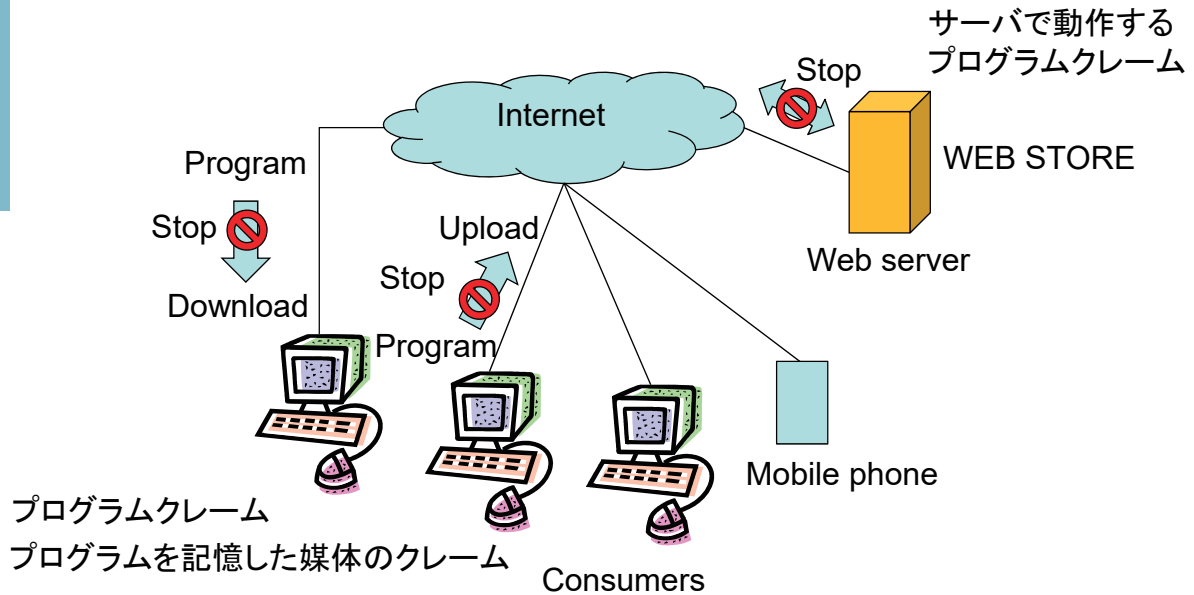 サーバで動作する
プログラムクレーム
Stop
Internet
WEB STORE
Program
Stop
Upload
Web server
Stop
Download
Program
Mobile phone
プログラムクレーム
プログラムを記憶した媒体のクレーム
Consumers